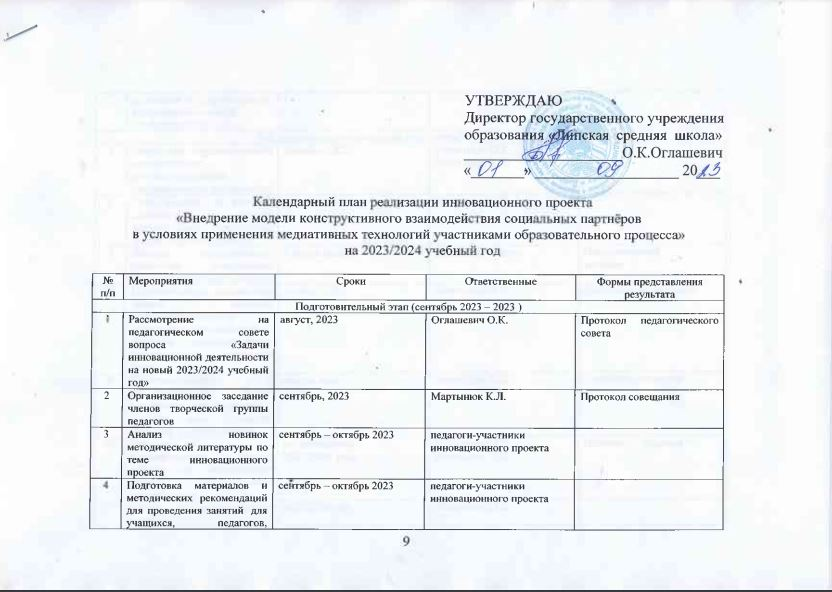 УТВЕРЖДАЮ
Директор государственного учреждения
образования «Липская средняя школа»
О.К.Оглашевич
« 01 » 09 2023
Календарный план реализации инновационного проекта
«Внедрение модели конструктивного взаимодействия социальных партнёров
в условиях применения медиативных технологий участниками образовательного процесса»
на 2023/2024 учебный год
№ п/п Мероприятия Сроки Ответственные Формы представления результата
Подготовительный этап (сентябрь 2023 – 2023 )
1 Рассмотрение на август, 2023 Оглашевич О.К. Протокол педагогического
педагогическом совете совета
вопроса «Задачи
инновационной деятельности
на новый 2023/2024 учебный
год»
2 Организационное заседание сентябрь, 2023 Мартынюк К.Л. Протокол совещания
членов творческой группы
педагогов
3 Анализ новинок сентябрь – октябрь 2023 педагоги-участники
методической литературы по инновационного проекта
теме инновационного
проекта
4 Подготовка материалов и сентябрь – октябрь 2023 педагоги-участники
методических рекомендаций инновационного проекта
для проведения занятий для
учащихся, педагогов,
9